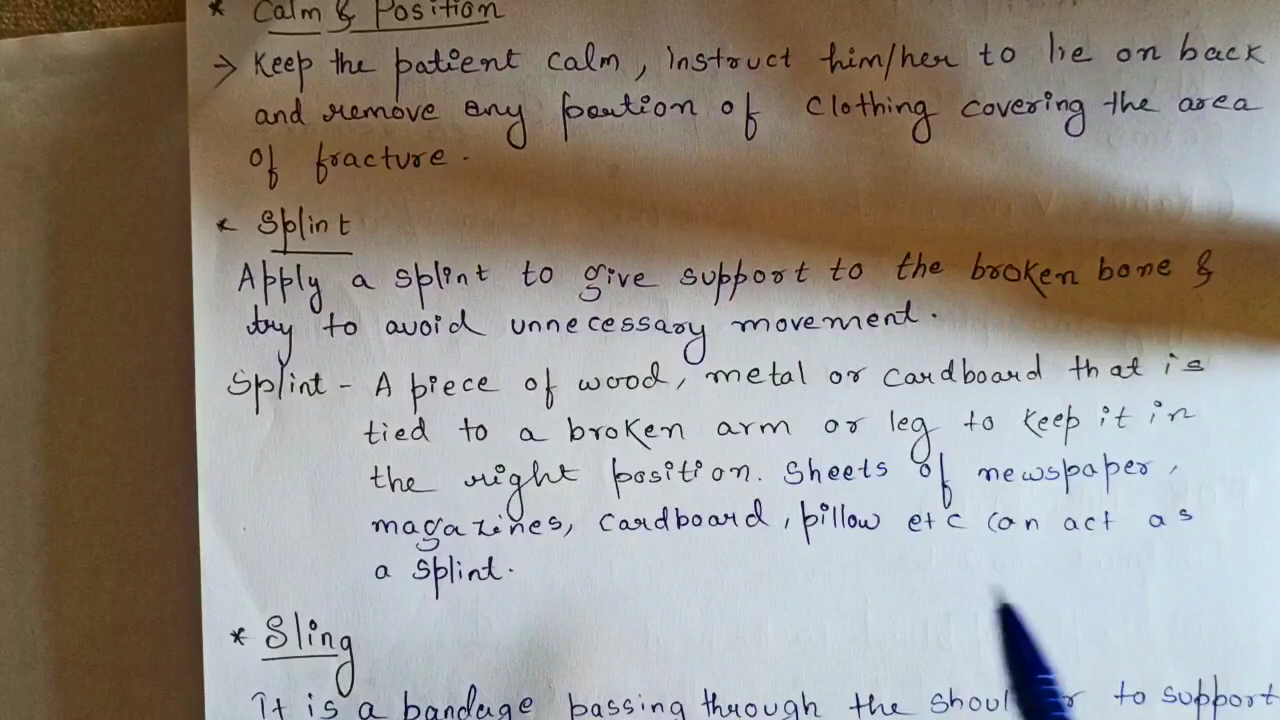 * Calm & Position
→ Keep the patient calm, instruct him/her to lie on back
and remove any portion of clothing covering the area
of fracture.
* Splint
Apply a splint to give support to the broken bone &
try to avoid unnecessary movement.
Splint - A piece of wood, metal or cardboard that is
tied to a broken arm or leg to keep it in
the right position. Sheets of newspaper,
magazines, cardboard, pillow etc can act as
a splint.
* Sling
It is a bandage passing through the to support